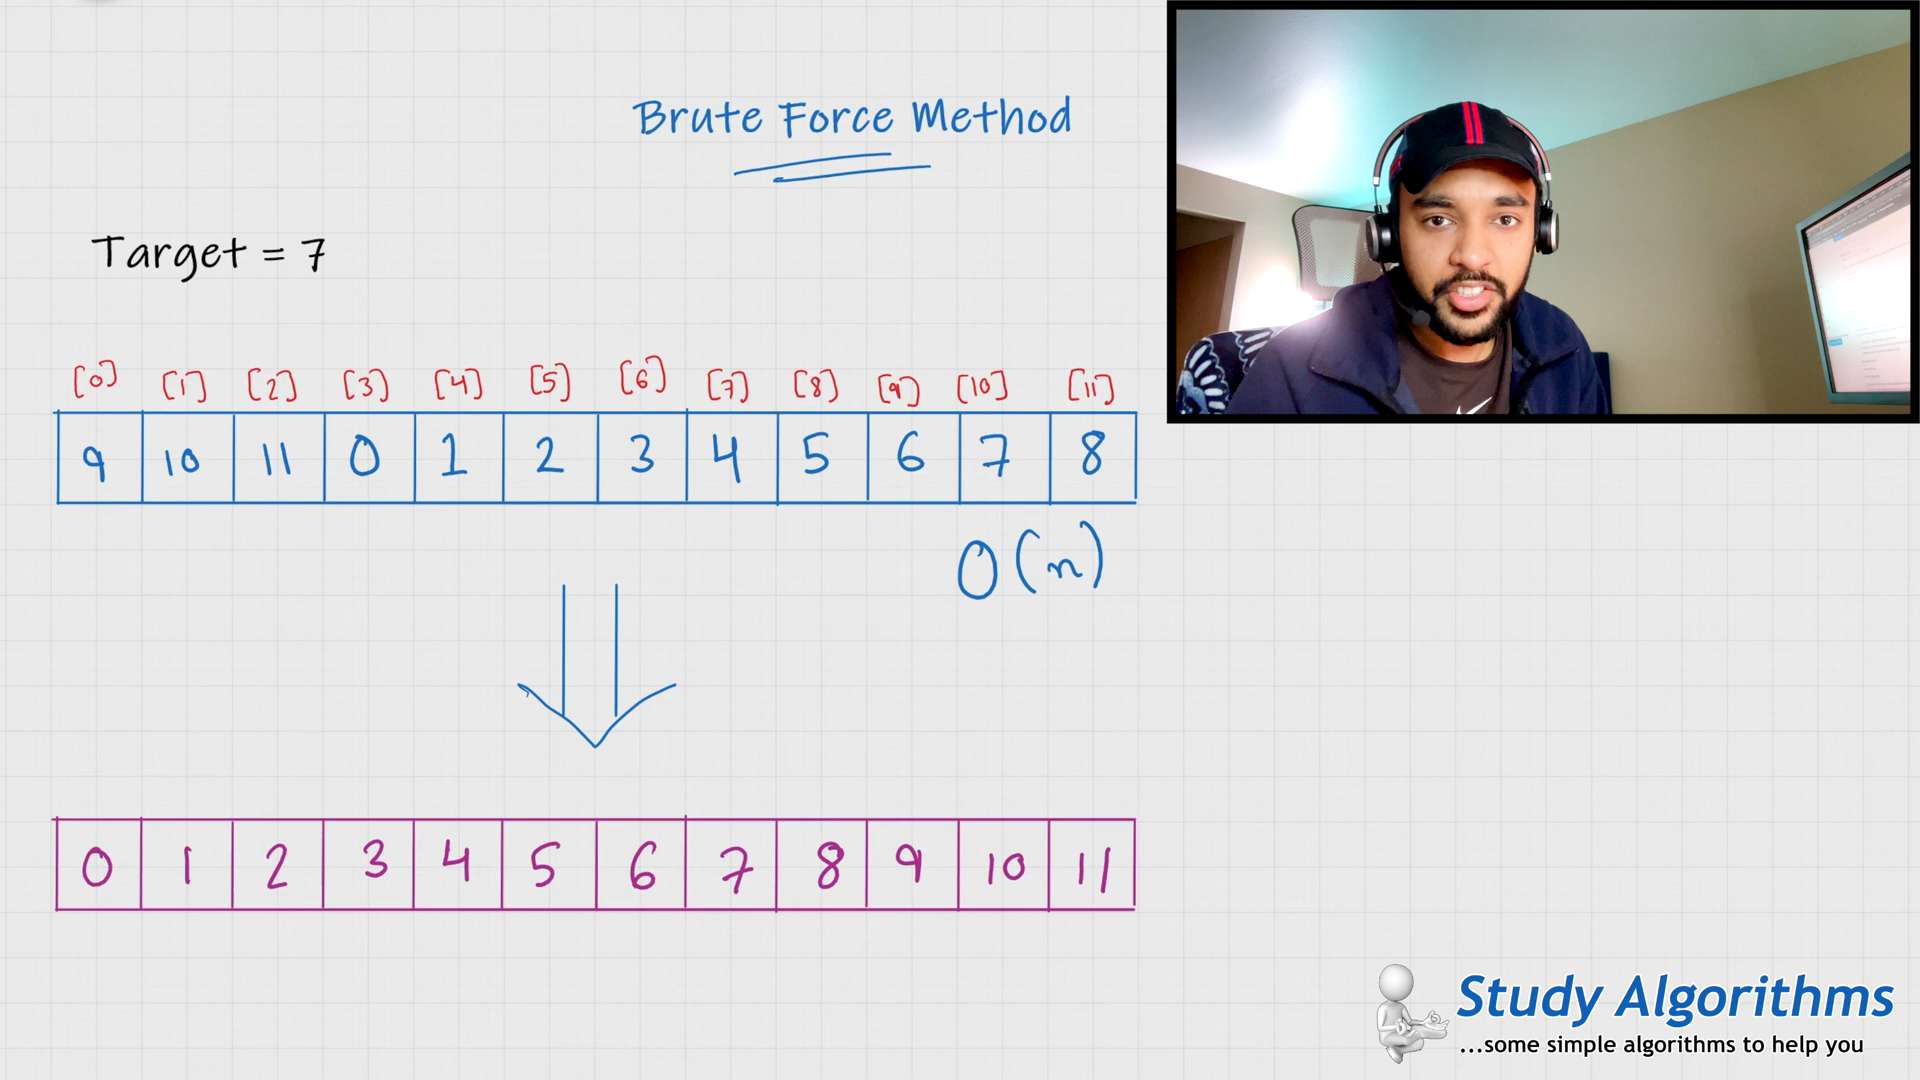 Brute Force Method
Target = 7
[0] [1] [2] [3] [4] [5] [6] [7] [8] [9] [10] [11]
9 10 11 0 1 2 3 4 5 6 7 8
O(n)
0 1 2 3 4 5 6 7 8 9 10 11
Study Algorithms
...some simple algorithms to help you